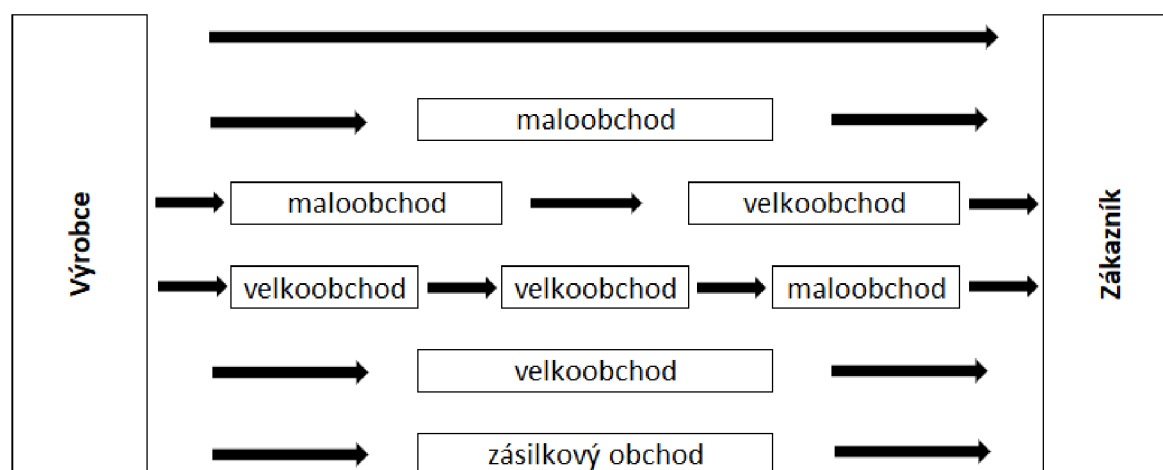 Výrobce
maloobchod
maloobchod velkoobchod
velkoobchod velkoobchod maloobchod
velkoobchod
zásilkový obchod
Zákazník